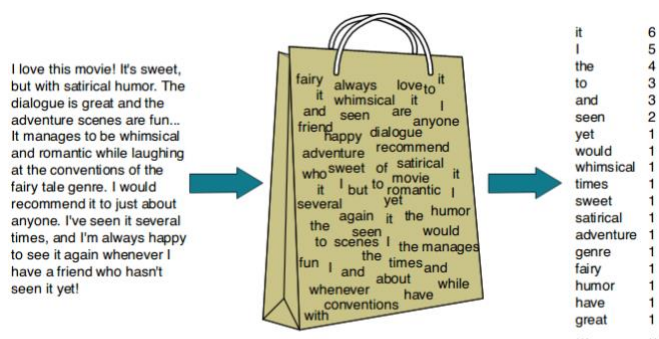 I love this movie! It's sweet,
but with satirical humor. The
dialogue is great and the
adventure scenes are fun...
It manages to be whimsical
and romantic while laughing
at the conventions of the
fairy tale genre. I would
recommend it to just about
anyone. I've seen it several
times, and I'm always happy
to see it again whenever I
have a friend who hasn't
seen it yet!
fairy always love to it
it whimsical it I
and seen are anyone
friend happy dialogue
adventure recommend
who sweet of satirical
it I but to movie it
romantic I
several yet
again it the humor
the seen would
to scenes I the manages
fun I and the times and
about while
whenever have
conventions
with
it 6
I 5
the 4
to 3
and 3
seen 2
yet 1
would 1
whimsical 1
times 1
sweet 1
satirical 1
adventure 1
genre 1
fairy 1
humor 1
have 1
great 1